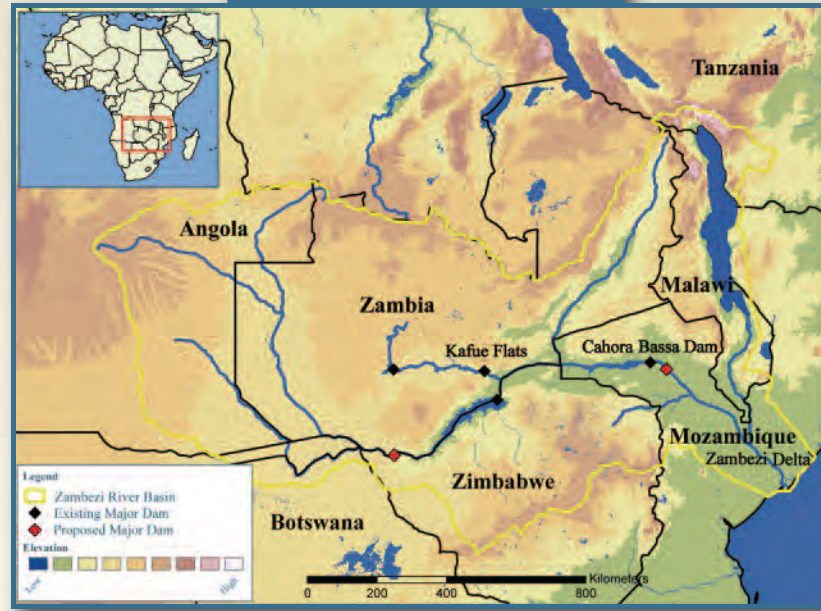 Tanzania
Angola
Malawi
Zambia
Kafue Flats
Cahora Bassa Dam
Mozambique
Zambezi Delta
Zimbabwe
Botswana
Legend
Zambezi River Basin
Existing Major Dam
Proposed Major Dam
Elevation
Low High
Kilometers
0 200 400 800